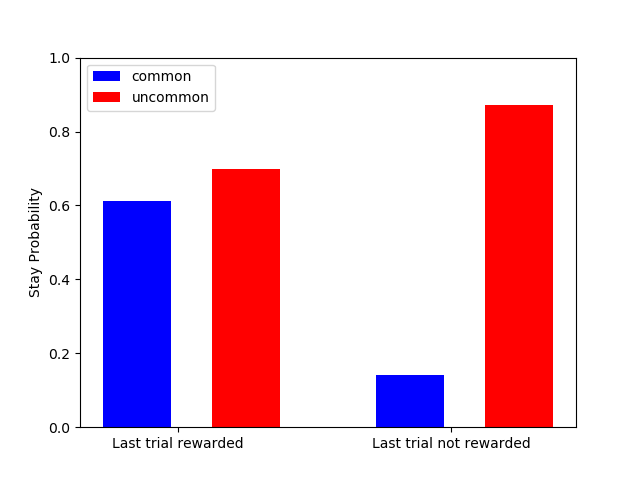 1.0
common
uncommon
0.8
0.6
0.4
0.2
0.0
Stay Probability
Last trial rewarded
Last trial not rewarded